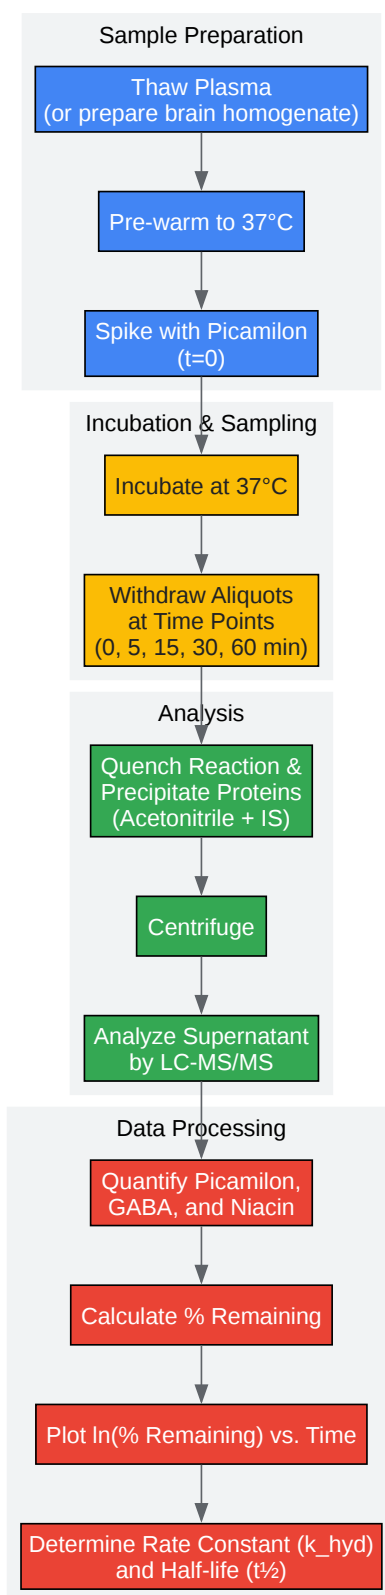 Sample Preparation
Thaw Plasma
(or prepare brain homogenate)
Pre-warm to 37°C
Spike with Picamilon
(t=0)
Incubation & Sampling
Incubate at 37°C
Withdraw Aliquots
at Time Points
(0, 5, 15, 30, 60 min)
Analysis
Quench Reaction &
Precipitate Proteins
(Acetonitrile + IS)
Centrifuge
Analyze Supernatant
by LC-MS/MS
Data Processing
Quantify Picamilon,
GABA, and Niacin
Calculate % Remaining
Plot ln(% Remaining) vs. Time
Determine Rate Constant (k_hyd)
and Half-life (t½)